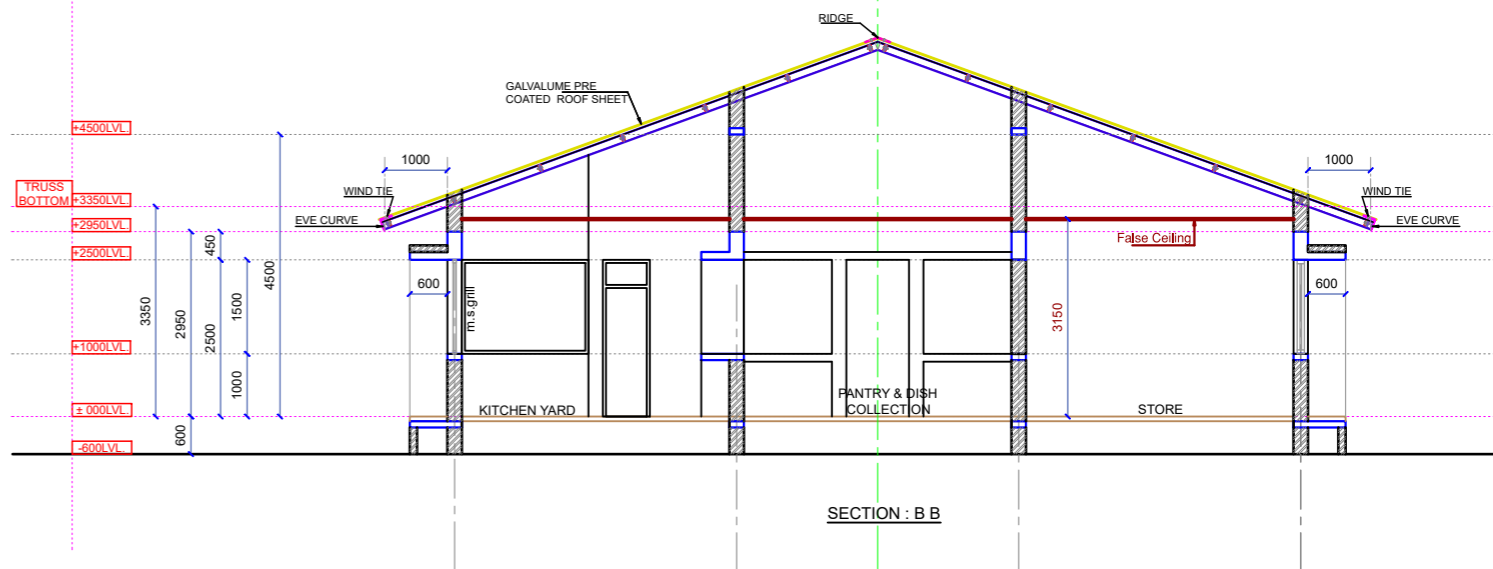 RIDGE
GALVALUME PRE
COATED ROOF SHEET
+4500LVL.
1000
1000
TRUSS
BOTTOM
+3350LVL.
WIND TIE
WIND TIE
EVE CURVE
EVE CURVE
+2950LVL.
False Ceiling
+2500LVL.
450
4500
600
600
m.s.grill
3350
2950
2500
1500
3150
+1000LVL.
1000
± 000LVL.
KITCHEN YARD
PANTRY & DISH
COLLECTION
STORE
600
-600LVL.
SECTION : B B